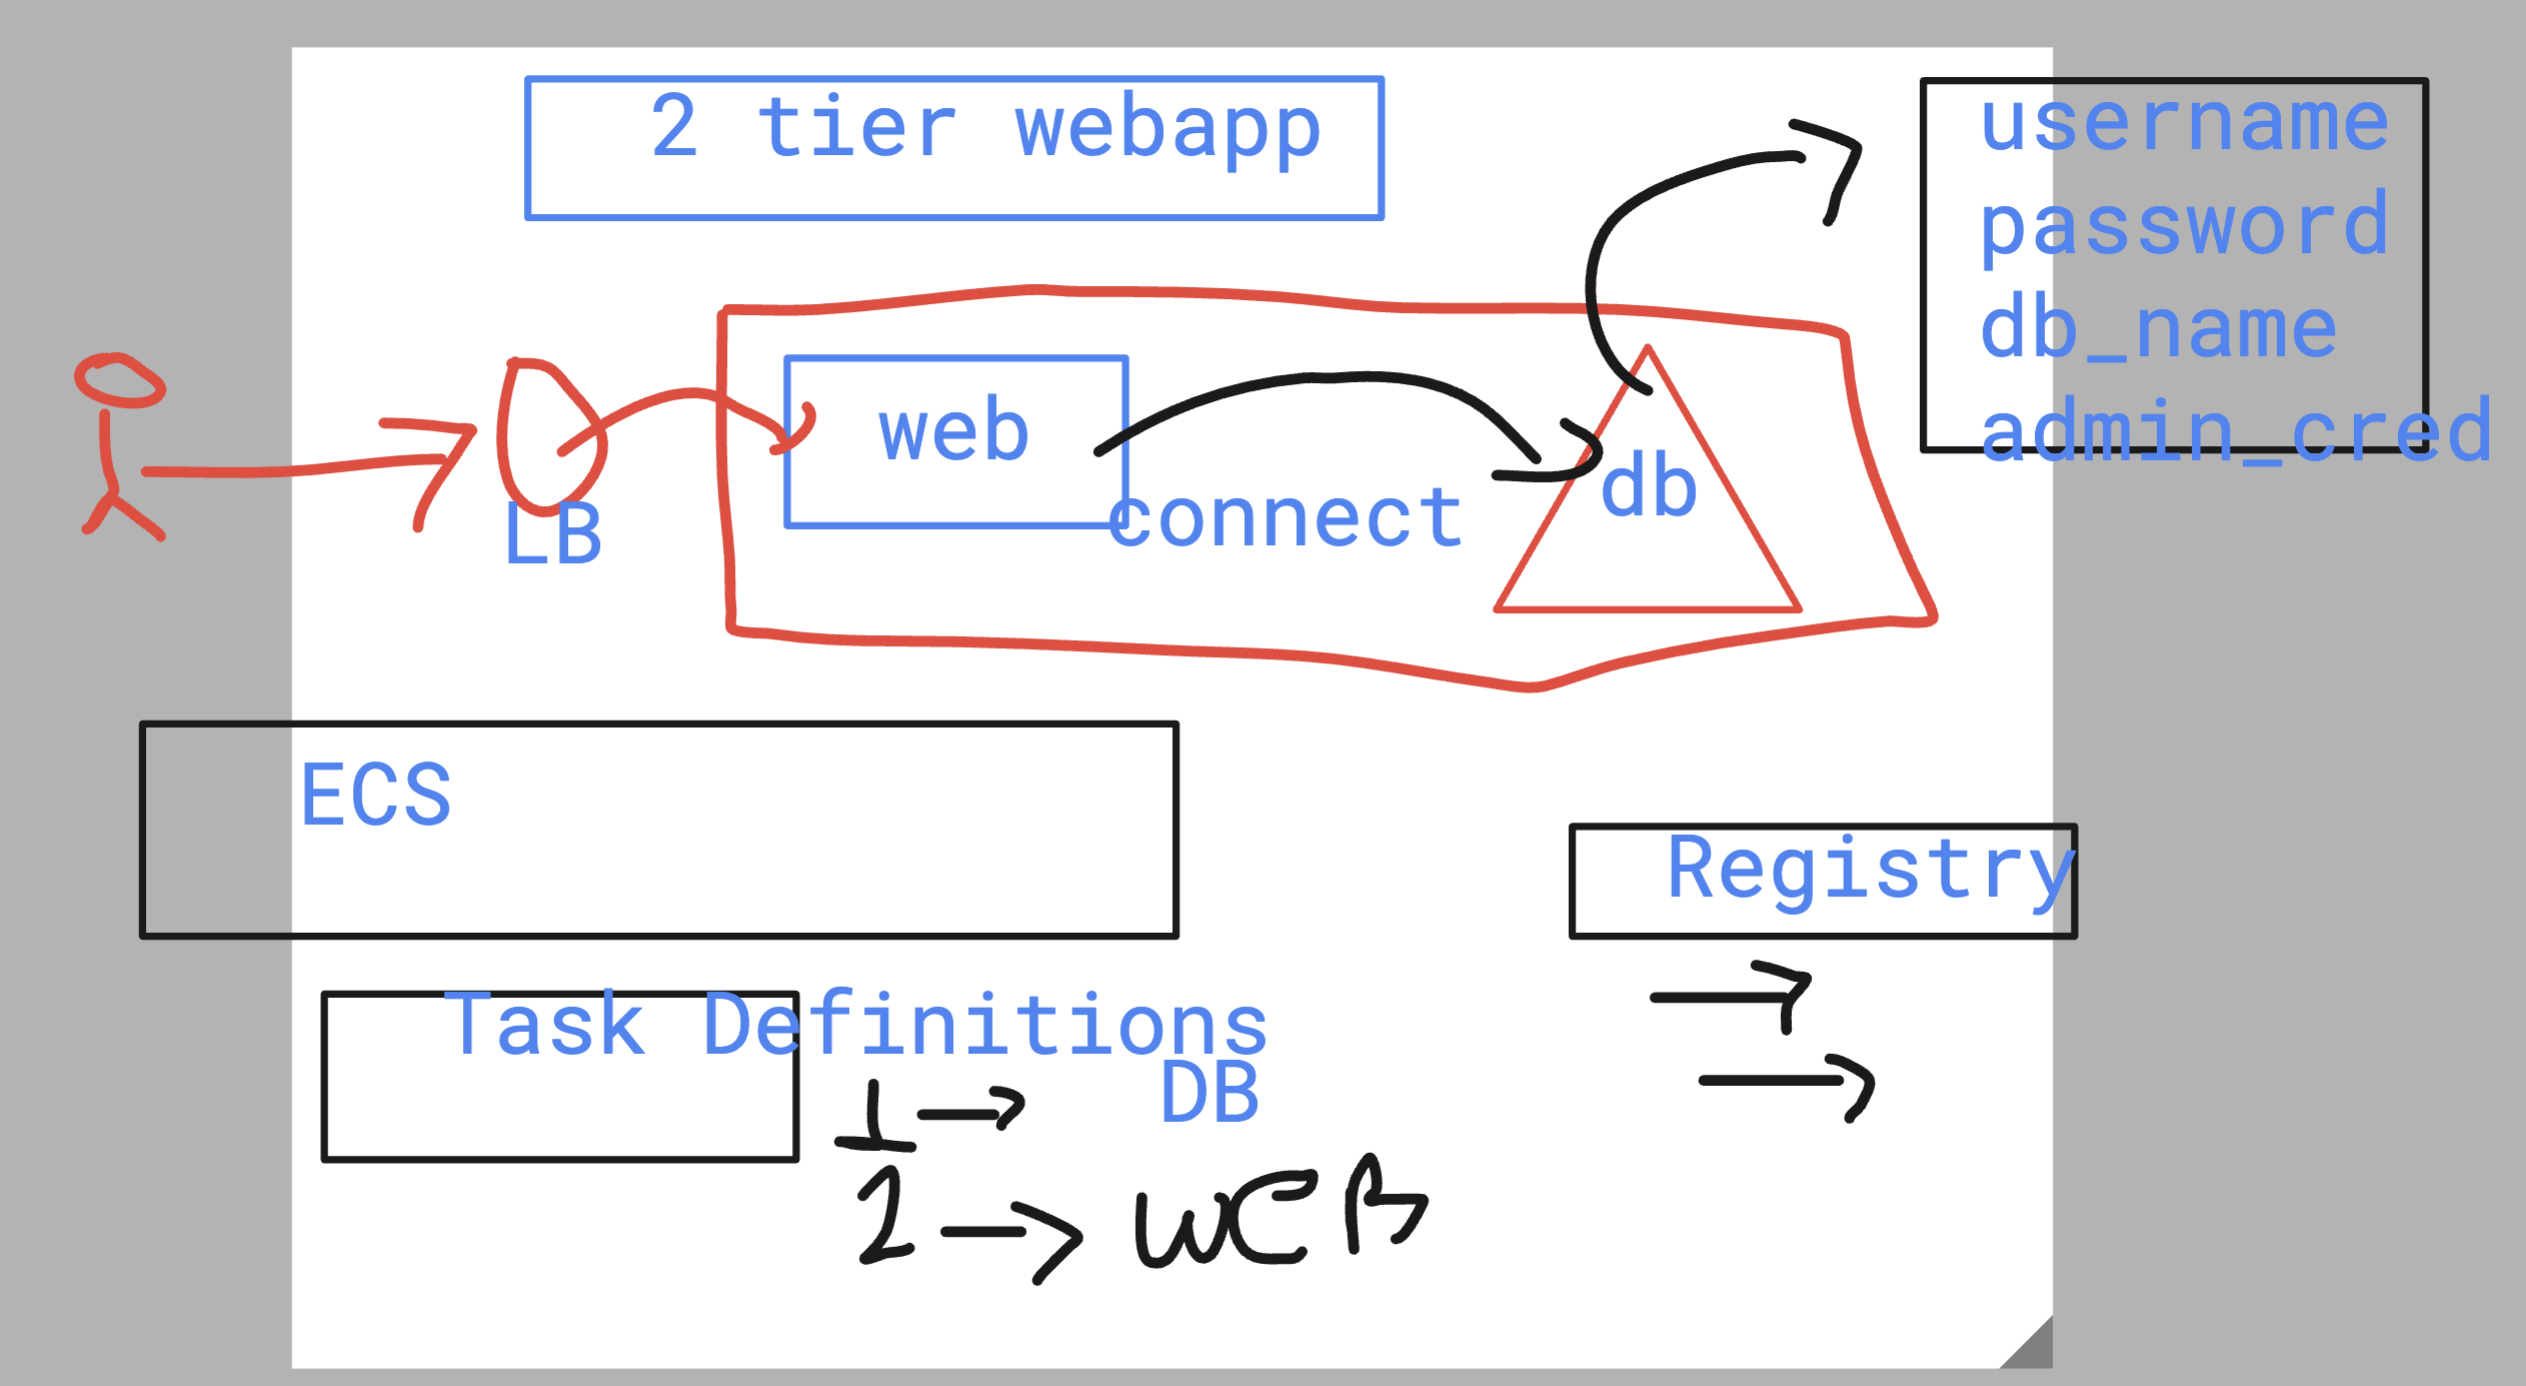 2 tier webapp
username
password
db_name
admin_cred
web
db
connect
LB
ECS
Registry
Task Definitions
1 → DB
2 → WEB